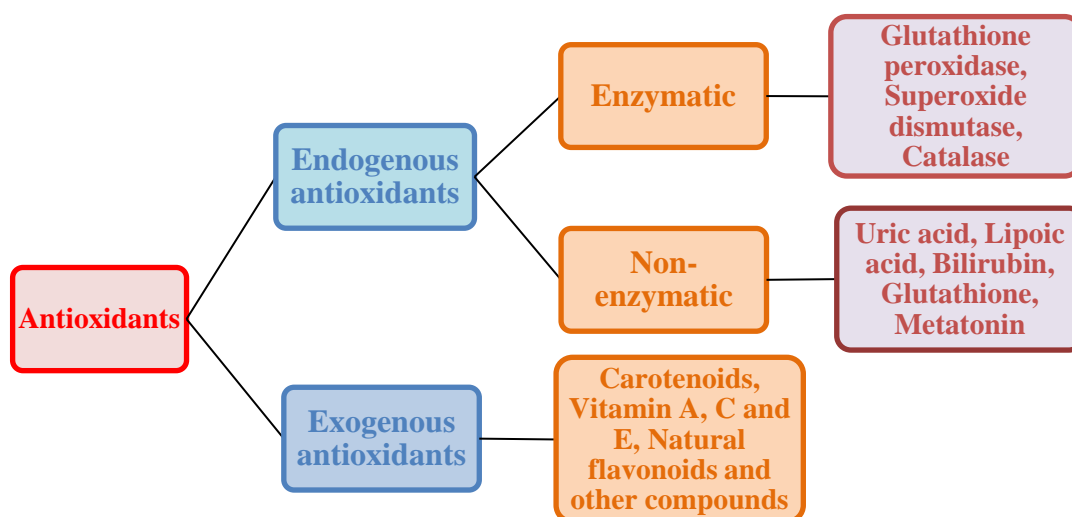 Antioxidants
Endogenous
antioxidants
Enzymatic
Glutathione
peroxidase,
Superoxide
dismutase,
Catalase
Non-
enzymatic
Uric acid, Lipoic
acid, Bilirubin,
Glutathione,
Metatonin
Exogenous
antioxidants
Carotenoids,
Vitamin A, C and
E, Natural
flavonoids and
other compounds